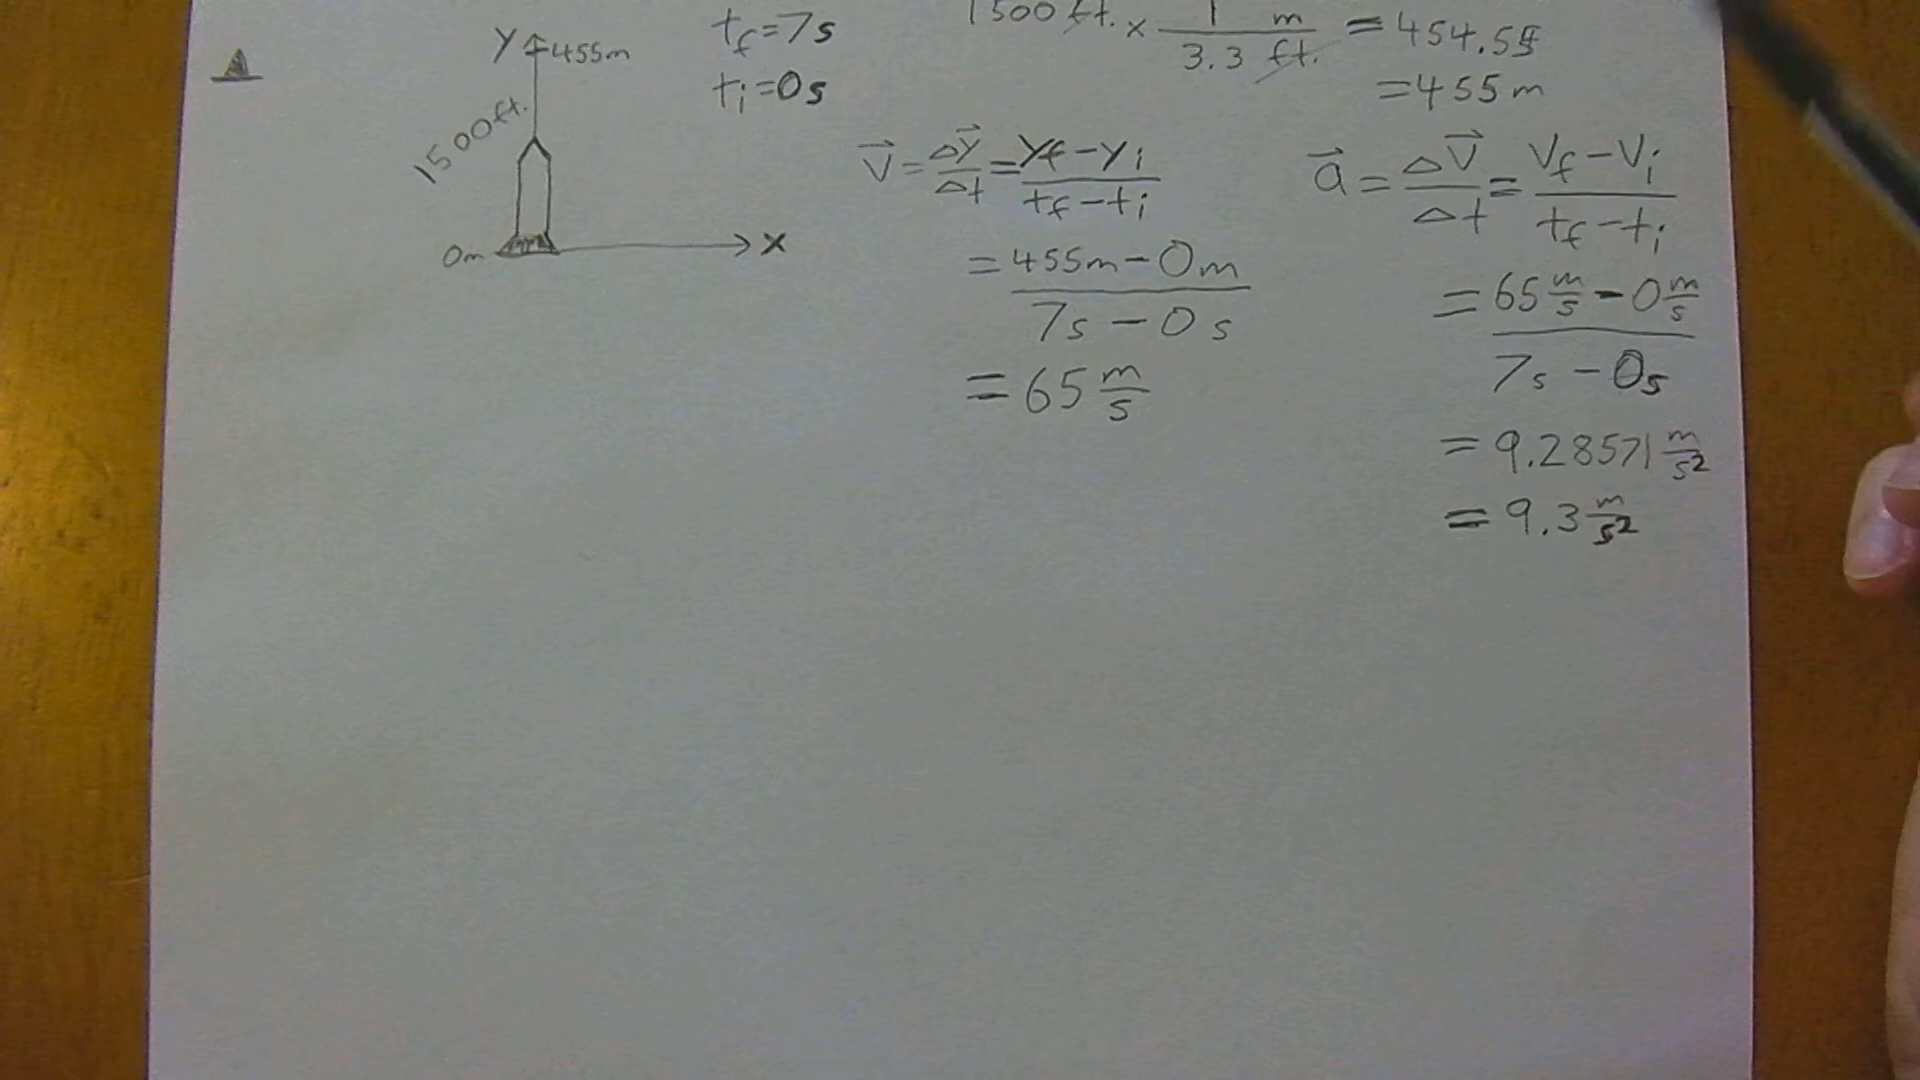 Y 455m
1500ft.
0m
X
tf=7s
ti=0s
1500 ft. x 1 m / 3.3 ft. = 454.55
=455m
v = Δy/Δt = yf-yi / tf-ti
= 455m-0m / 7s-0s
= 65 m/s
a = Δv/Δt = vf-vi / tf-ti
= 65 m/s - 0 m/s / 7s-0s
= 9.28571 m/s²
= 9.3 m/s²